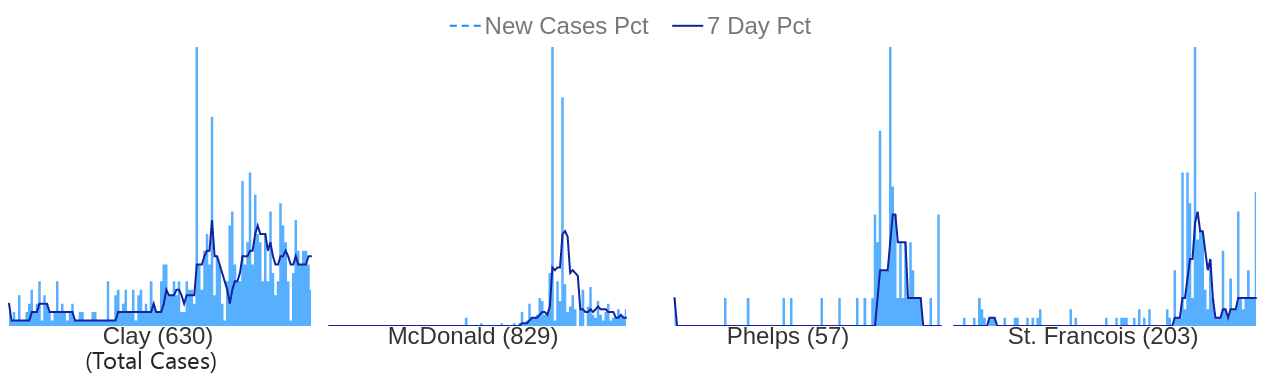 New Cases Pct 7 Day Pct
Clay (630) McDonald (829) Phelps (57) St. Francois (203)
(Total Cases)